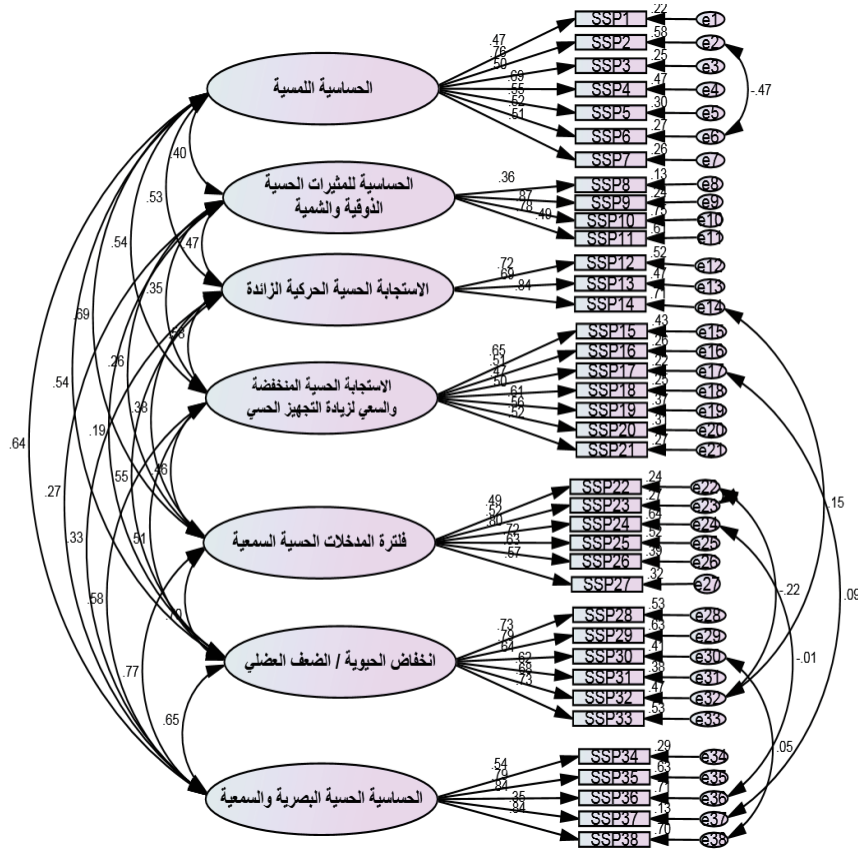 الحساسية اللمسية
الحساسية للمثيرات الحسية
الذوقية والشمية
الاستجابة الحسية الحركية الزائدة
الاستجابة الحسية المنخفضة
والسعي لزيادة التجهيز الحسي
فلترة المدخلات الحسية السمعية
انخفاض الحيوية / الضعف العضلي
الحساسية الحسية البصرية والسمعية
.40
.53
.54
.69
.54
.64
.47
.35
.26
.27
.38
.19
.33
.46
.55
.51
.58
.77
.65
.47
.76
.69
.55
.52
.51
.36
.87
.78
.49
.72
.69
.84
.65
.51
.47
.50
.61
.56
.52
.49
.52
.80
.72
.63
.57
.73
.79
.64
.62
.68
.73
.54
.79
.84
.35
.84
SSP1 .22 e1
SSP2 .58 e2
SSP3 .25 e3
SSP4 .47 e4
SSP5 .30 e5
SSP6 .27 e6
SSP7 .26 e7
SSP8 .13 e8
SSP9 e9
SSP10 e10
SSP11 e11
SSP12 .52 e12
SSP13 .47 e13
SSP14 e14
SSP15 .43 e15
SSP16 .26 e16
SSP17 .22 e17
SSP18 .25 e18
SSP19 e19
SSP20 e20
SSP21 .27 e21
SSP22 .24 e22
SSP23 .27 e23
SSP24 .64 e24
SSP25 .52 e25
SSP26 .39 e26
SSP27 .32 e27
SSP28 .53 e28
SSP29 .63 e29
SSP30 e30
SSP31 .38 e31
SSP32 .47 e32
SSP33 .53 e33
SSP34 .29 e34
SSP35 .63 e35
SSP36 .71 e36
SSP37 .13 e37
SSP38 .70 e38
-.47
.15
.09
-.22
-.01
.05